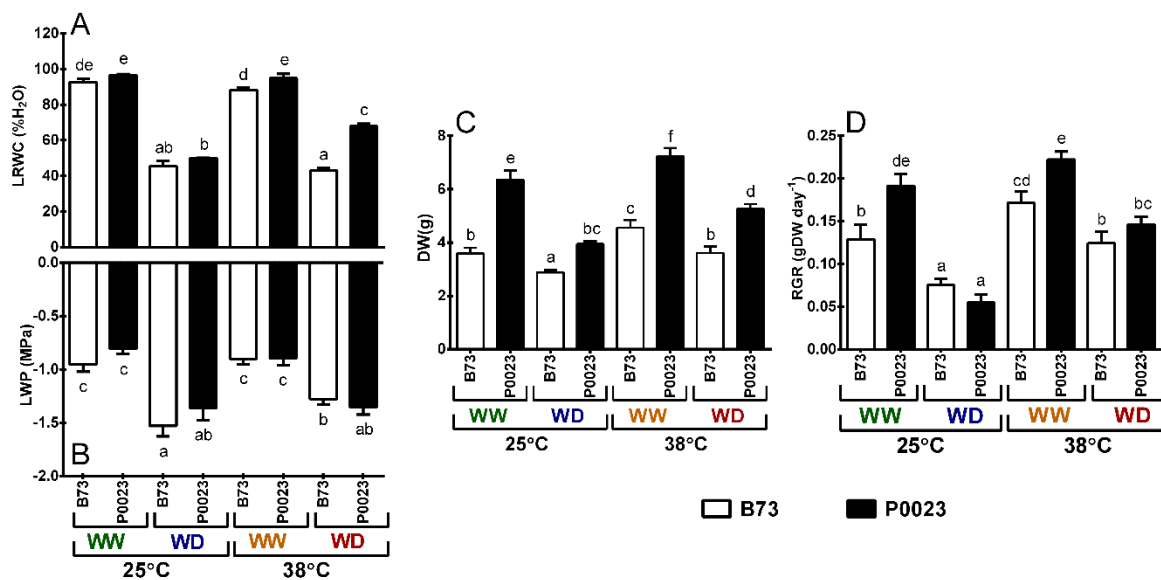 A
LRWC (%H₂O)
120
100
80
60
40
20
0
de
e
ab
b
d
e
a
c
LWP (MPa)
0.0
-0.5
-1.0
-1.5
-2.0
c
c
a
ab
c
c
b
ab
B
B73 P0023 B73 P0023 B73 P0023 B73 P0023
WW WD WW WD
25°C 38°C
C
DW(g)
8
6
4
2
0
b
e
a
bc
c
f
b
d
B73 P0023 B73 P0023 B73 P0023 B73 P0023
WW WD WW WD
25°C 38°C
D
RGR (gDW day⁻¹)
0.25
0.20
0.15
0.10
0.05
0.00
b
de
a
a
cd
e
b
bc
B73 P0023 B73 P0023 B73 P0023 B73 P0023
WW WD WW WD
25°C 38°C
B73 P0023